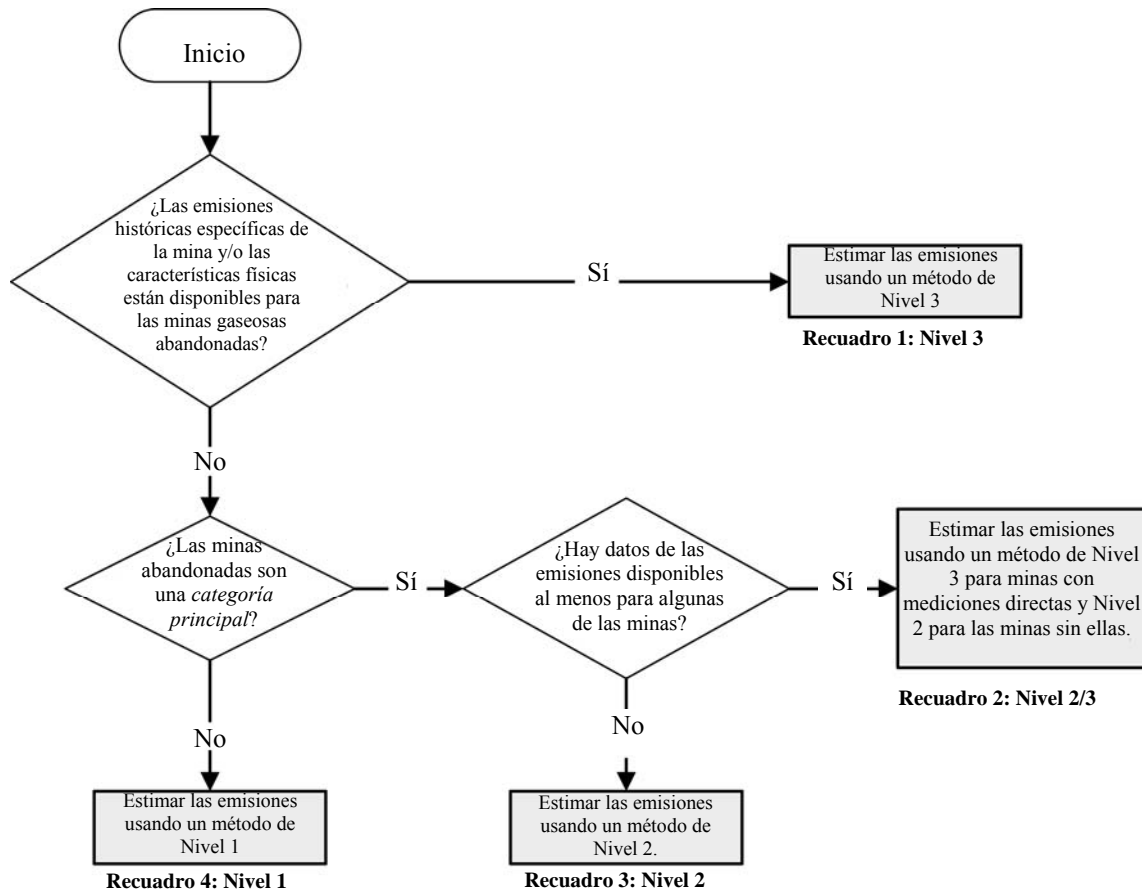 Inicio
¿Las emisiones
históricas específicas de
la mina y/o las
características físicas
están disponibles para
las minas gaseosas
abandonadas?
Sí
Estimar las emisiones
usando un método de
Nivel 3
Recuadro 1: Nivel 3
No
¿Las minas
abandonadas son
una categoría
principal?
Sí
¿Hay datos de las
emisiones disponibles
al menos para algunas
de las minas?
Sí
Estimar las emisiones
usando un método de Nivel
3 para minas con
mediciones directas y Nivel
2 para las minas sin ellas.
Recuadro 2: Nivel 2/3
No
No
Estimar las emisiones
usando un método de
Nivel 1
Recuadro 4: Nivel 1
Estimar las emisiones
usando un método de
Nivel 2.
Recuadro 3: Nivel 2